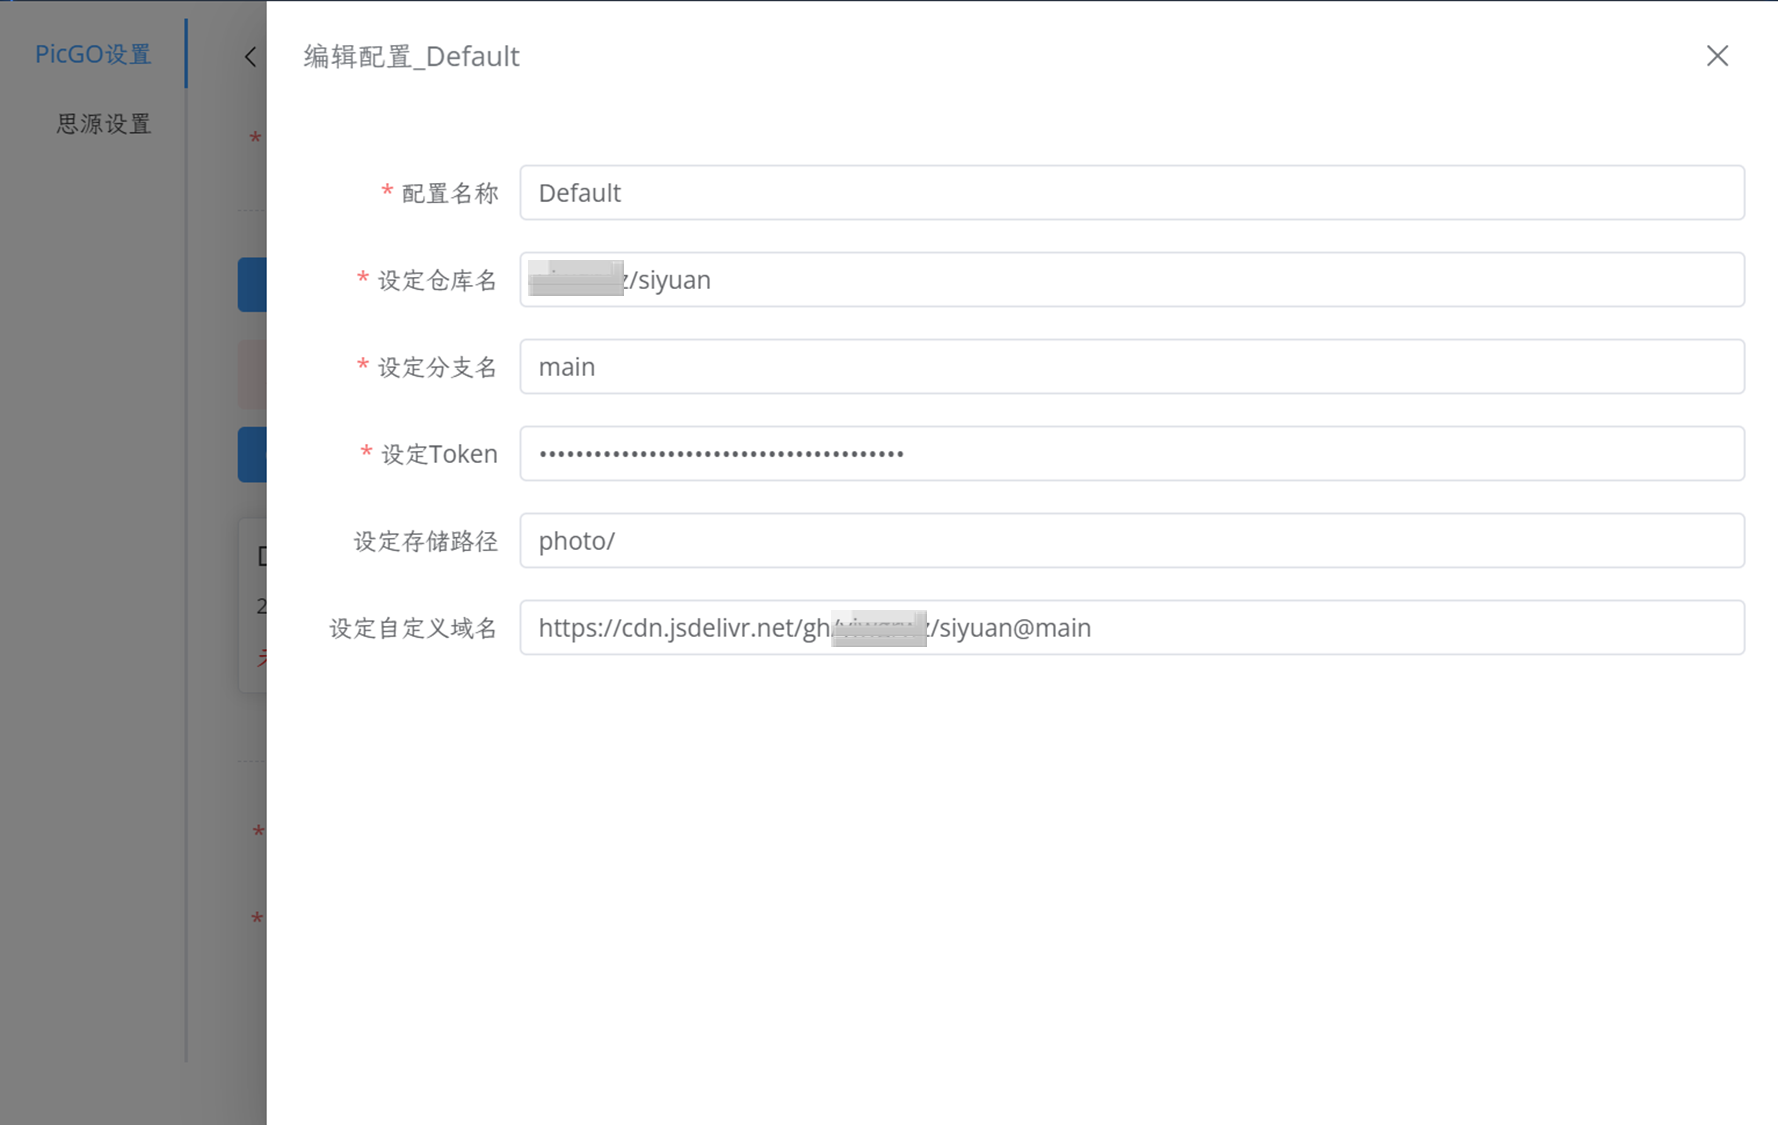 PicGO设置
思源设置
编辑配置_Default
* 配置名称 Default
* 设定仓库名 z/siyuan
* 设定分支名 main
* 设定Token ••••••••••••••••••••••••••••••••••••••••
设定存储路径 photo/
设定自定义域名 https://cdn.jsdelivr.net/gh/ /siyuan@main